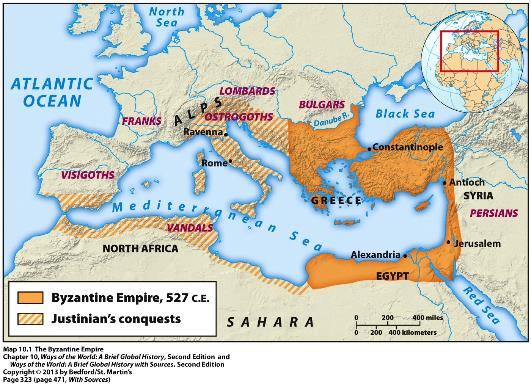 North
Sea
ATLANTIC
OCEAN
LOMBARDS
ALPS
FRANKS
OSTROGOTHS
BULGARS
Danube R.
Black Sea
Ravenna
Constantinople
Rome
VISIGOTHS
Antioch
SYRIA
GREECE
Mediterranean Sea
PERSIANS
VANDALS
NORTH AFRICA
Jerusalem
Alexandria
EGYPT
Red Sea
Byzantine Empire, 527 C.E.
Justinian's conquests
SAHARA
0 200 400 miles
0 200 400 kilometers
Map 10.1 The Byzantine Empire
Chapter 10, Ways of the World: A Brief Global History, Second Edition and
Ways of the World: A Brief Global History with Sources, Second Edition
Copyright © 2013 by Bedford/St. Martin's
Page 323 (page 471, With Sources)